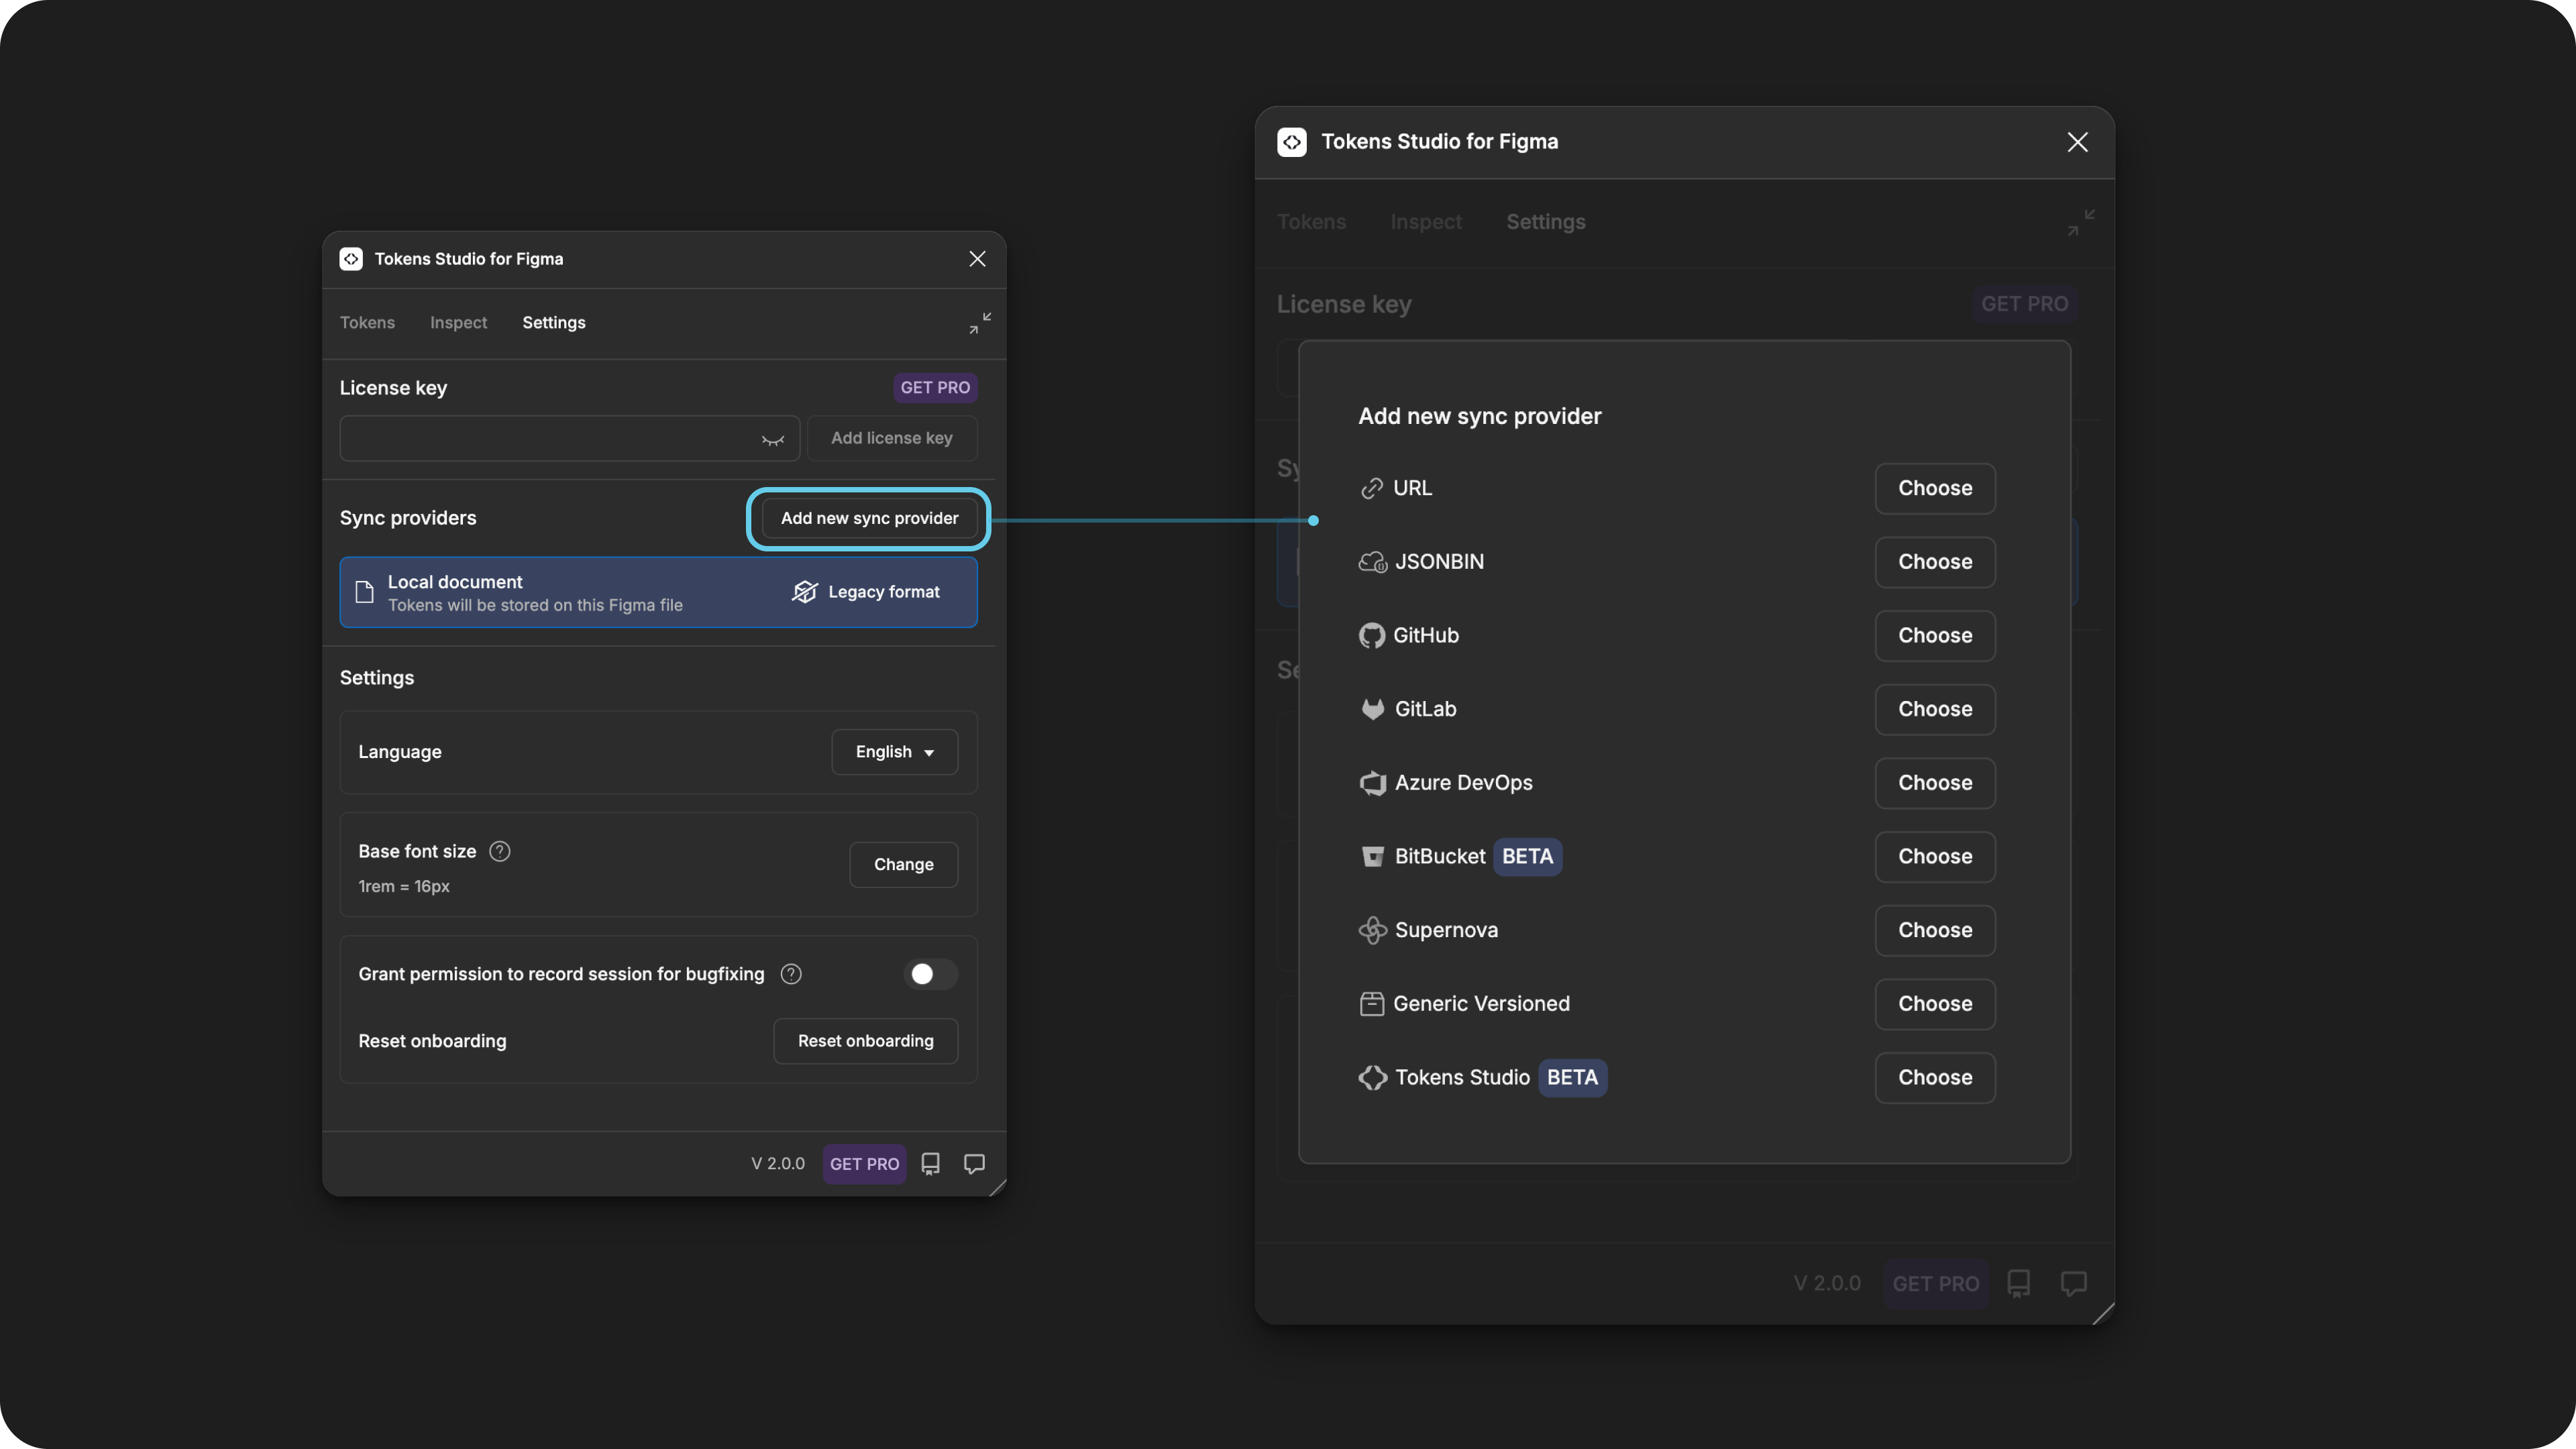 Tokens Studio for Figma
Tokens Inspect Settings
License key GET PRO
Add license key
Sync providers Add new sync provider
Local document
Tokens will be stored on this Figma file
Legacy format
Settings
Language English
Base font size ?
1rem = 16px
Change
Grant permission to record session for bugfixing ?
Reset onboarding Reset onboarding
V 2.0.0 GET PRO
Tokens Studio for Figma
Tokens Inspect Settings
License key GET PRO
Sy
Se
Add new sync provider
URL Choose
JSONBIN Choose
GitHub Choose
GitLab Choose
Azure DevOps Choose
BitBucket BETA Choose
Supernova Choose
Generic Versioned Choose
Tokens Studio BETA Choose
V 2.0.0 GET PRO